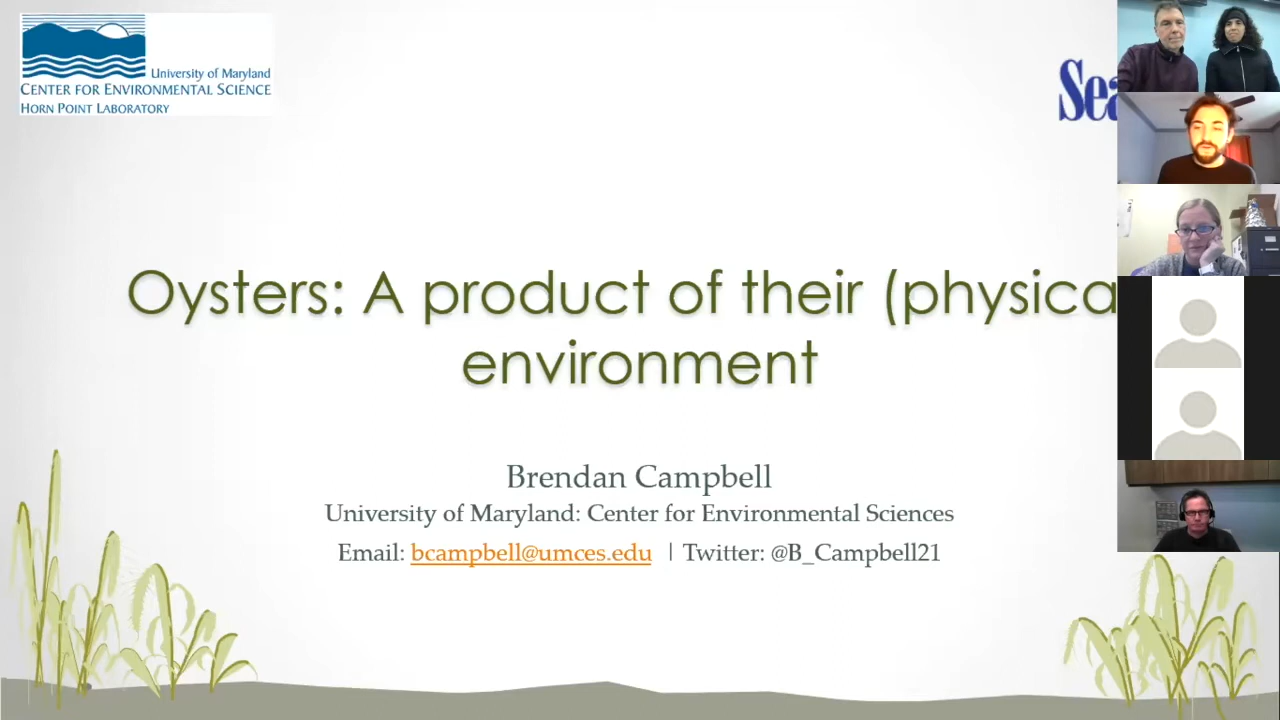 University of Maryland
CENTER FOR ENVIRONMENTAL SCIENCE
HORN POINT LABORATORY
Sea
Oysters: A product of their (physica
environment
Brendan Campbell
University of Maryland: Center for Environmental Sciences
Email: bcampbell@umces.edu | Twitter: @B_Campbell21